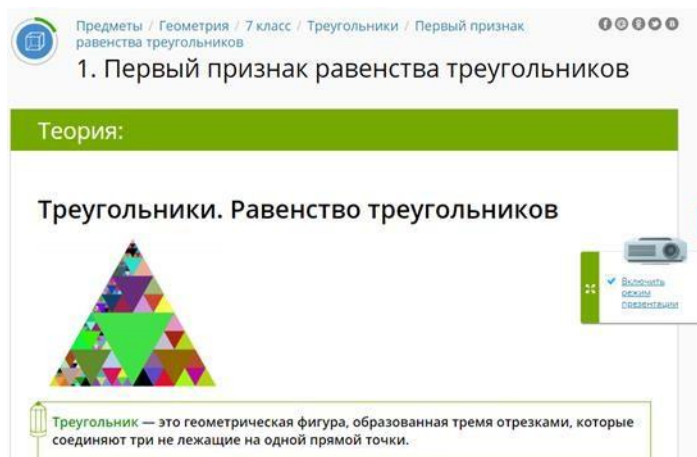 Предметы / Геометрия / 7 класс / Треугольники / Первый признак
равенства треугольников
1. Первый признак равенства треугольников
Теория:
Треугольники. Равенство треугольников
Включить
режим
презентации
Треугольник — это геометрическая фигура, образованная тремя отрезками, которые
соединяют три не лежащие на одной прямой точки.